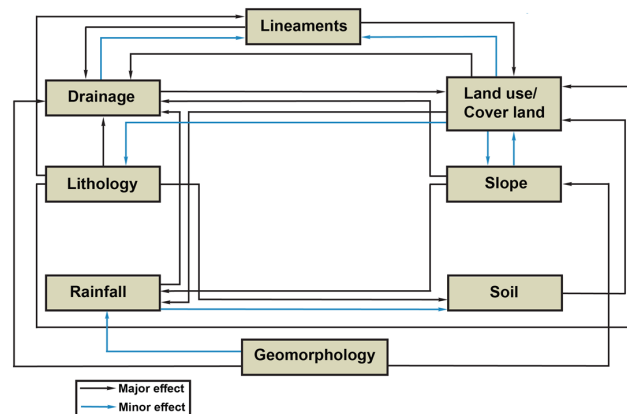 Lineaments
Drainage
Land use/
Cover land
Lithology
Slope
Rainfall
Soil
Geomorphology
Major effect
Minor effect